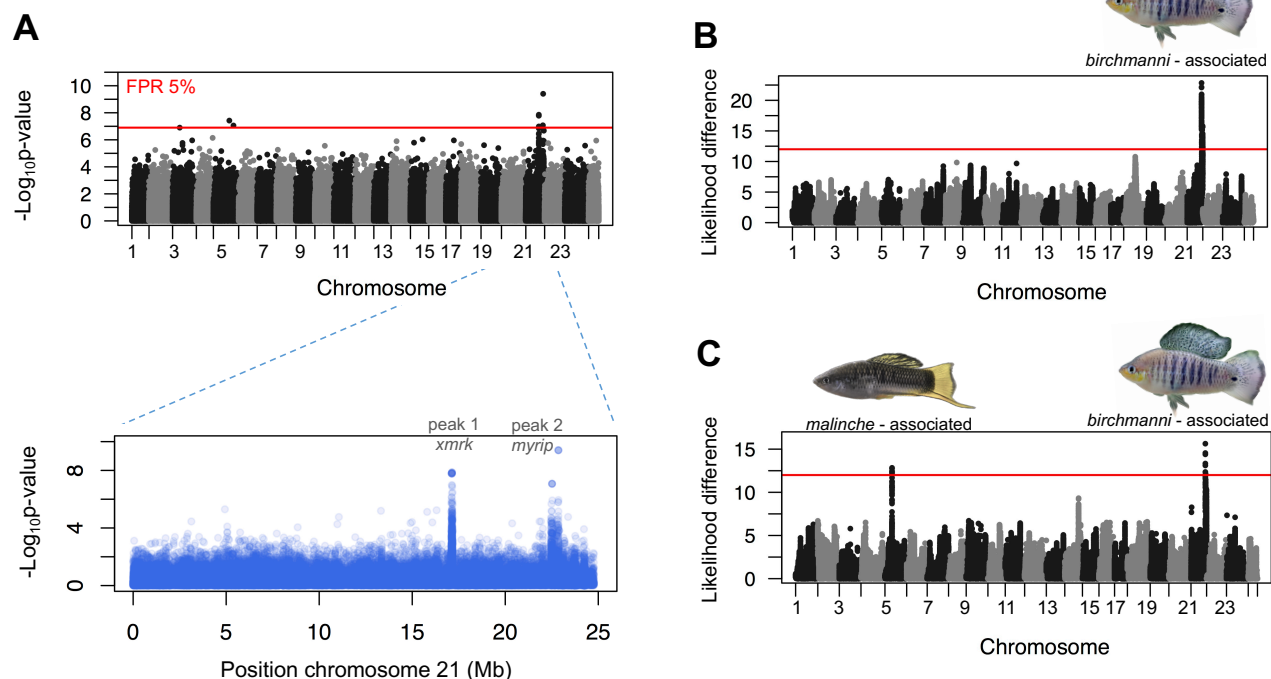 A
FPR 5%
-Log10p-value
10
8
6
4
2
0
1 3 5 7 9 11 13 15 17 19 21 23
Chromosome
peak 1 peak 2
xmrk myrip
-Log10p-value
8
4
0
0 5 10 15 20 25
Position chromosome 21 (Mb)
B
birchmanni - associated
Likelihood difference
20
15
10
5
0
1 3 5 7 9 11 13 15 17 19 21 23
Chromosome
C
malinche - associated birchmanni - associated
Likelihood difference
15
10
5
0
1 3 5 7 9 11 13 15 17 19 21 23
Chromosome